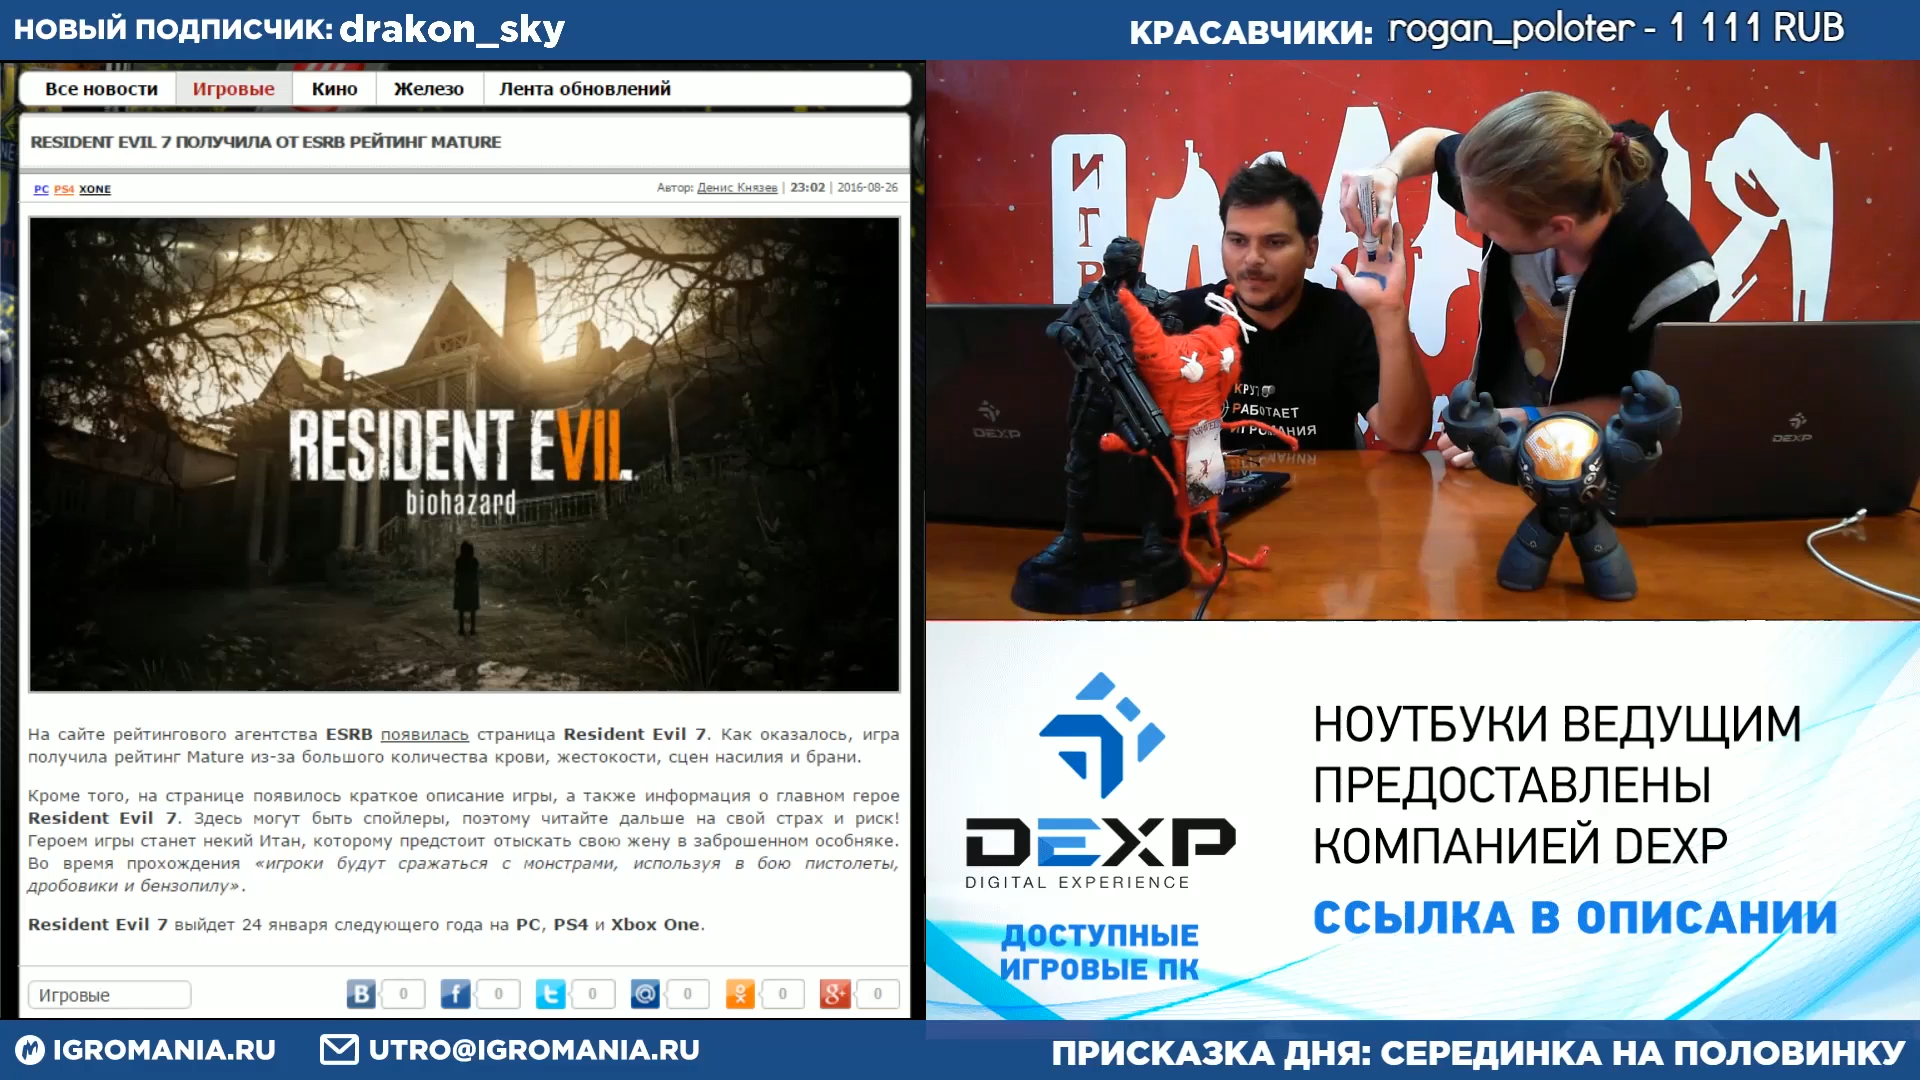 НОВЫЙ ПОДПИСЧИК: drakon_sky
КРАСАВЧИКИ: rogan_poloter - 1 111 RUB
Все новости Игровые Кино Железо Лента обновлений
RESIDENT EVIL 7 ПОЛУЧИЛА ОТ ESRB РЕЙТИНГ MATURE
PC PS4 XONE
Автор: Денис Князев | 23:02 | 2016-08-26
RESIDENT EVIL
biohazard
На сайте рейтингового агентства ESRB появилась страница Resident Evil 7. Как оказалось, игра
получила рейтинг Mature из-за большого количества крови, жестокости, сцен насилия и брани.
Кроме того, на странице появилось краткое описание игры, а также информация о главном герое
Resident Evil 7. Здесь могут быть спойлеры, поэтому читайте дальше на свой страх и риск!
Героем игры станет некий Итан, которому предстоит отыскать свою жену в заброшенном особняке.
Во время прохождения «игроки будут сражаться с монстрами, используя в бою пистолеты,
дробовики и бензопилу».
Resident Evil 7 выйдет 24 января следующего года на PC, PS4 и Xbox One.
Игровые
0 0 0 0 0 0
ИГР
МАНИЯ
КРУТО
РАБОТАЕТ
ИГРОМАНИЯ
DEXP
DEXP
DEXP
DIGITAL EXPERIENCE
ДОСТУПНЫЕ
ИГРОВЫЕ ПК
НОУТБУКИ ВЕДУЩИМ
ПРЕДОСТАВЛЕНЫ
КОМПАНИЕЙ DEXP
ССЫЛКА В ОПИСАНИИ
IGROMANIA.RU
UTRO@IGROMANIA.RU
ПРИСКАЗКА ДНЯ: СЕРЕДИНКА НА ПОЛОВИНКУ